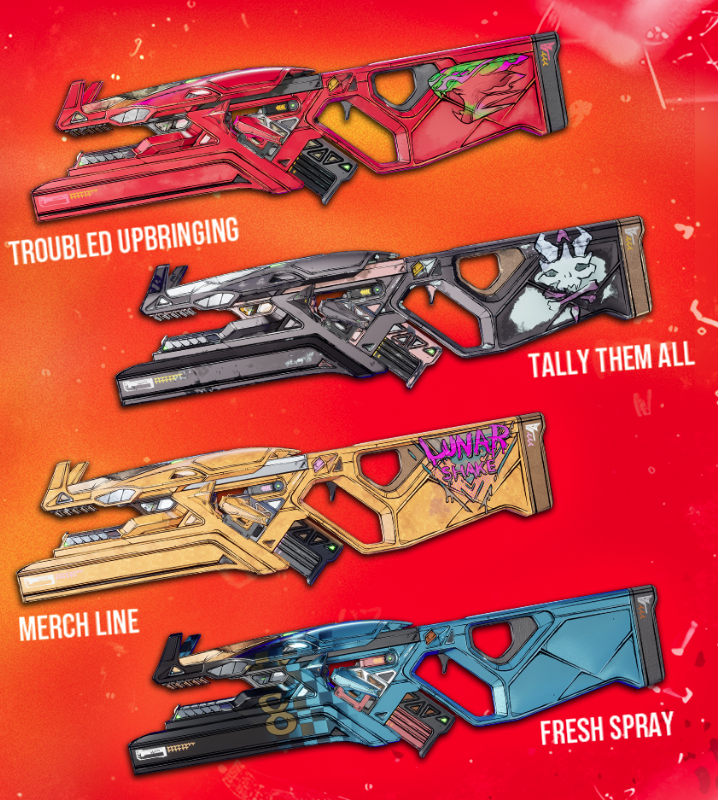 TROUBLED UPBRINGING
TALLY THEM ALL
LUNAR
SHAKE
MERCH LINE
FRESH SPRAY